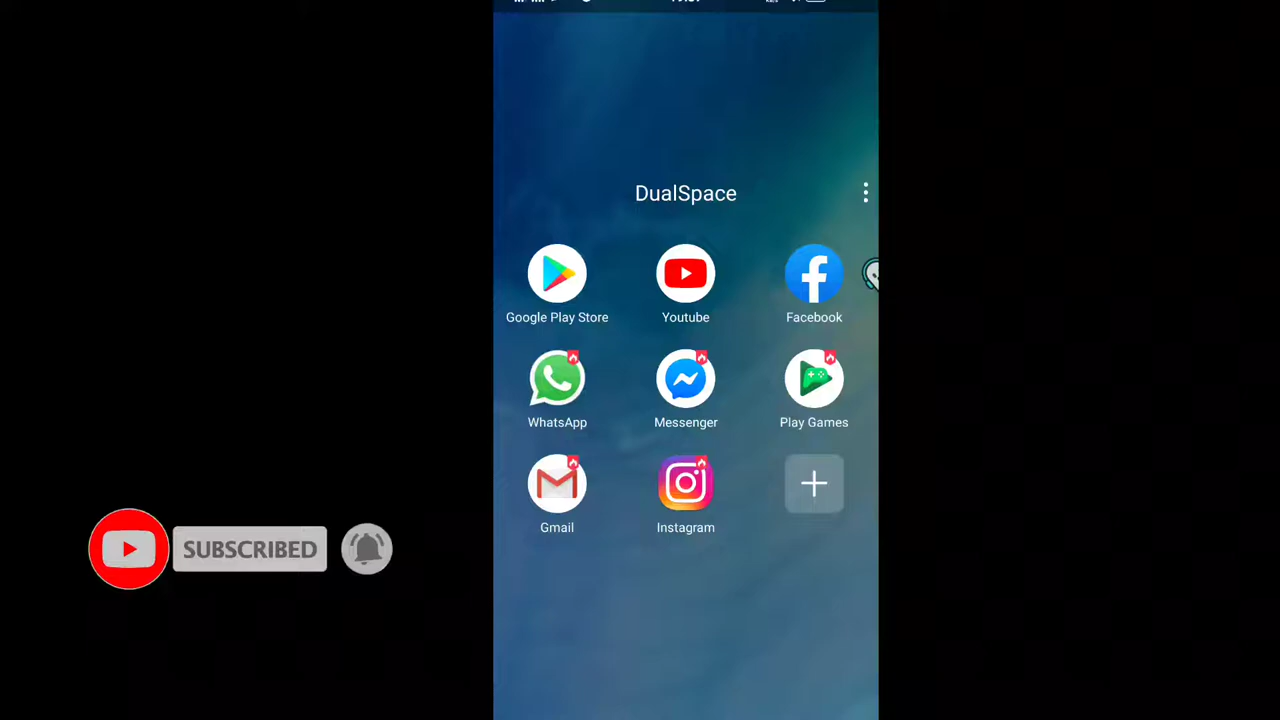 DualSpace
Google Play Store
Youtube
Facebook
WhatsApp
Messenger
Play Games
Gmail
Instagram
SUBSCRIBED